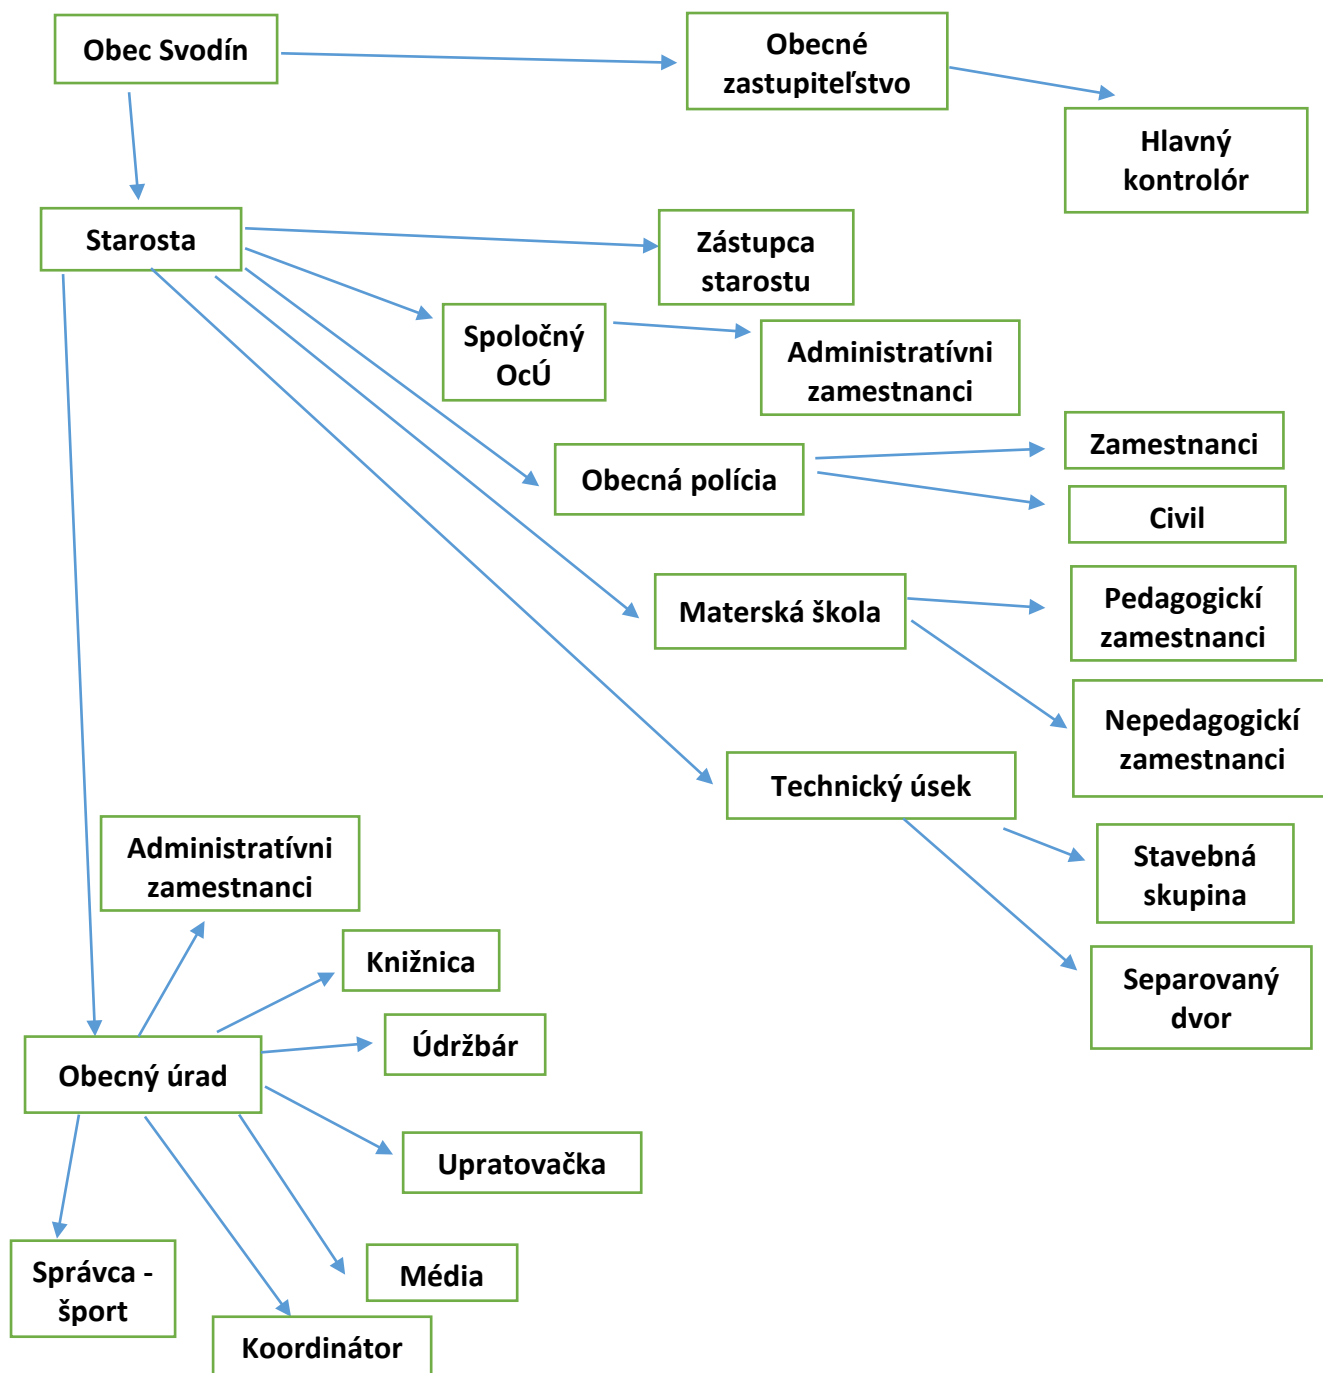 Obec Svodín
Obecné
zastupiteľstvo
Hlavný
kontrolór
Starosta
Zástupca
starostu
Spoločný
OcÚ
Administratívni
zamestnanci
Zamestnanci
Obecná polícia
Civil
Materská škola
Pedagogickí
zamestnanci
Nepedagogickí
zamestnanci
Technický úsek
Administratívni
zamestnanci
Stavebná
skupina
Knižnica
Separovaný
dvor
Údržbár
Obecný úrad
Upratovačka
Správca -
šport
Média
Koordinátor